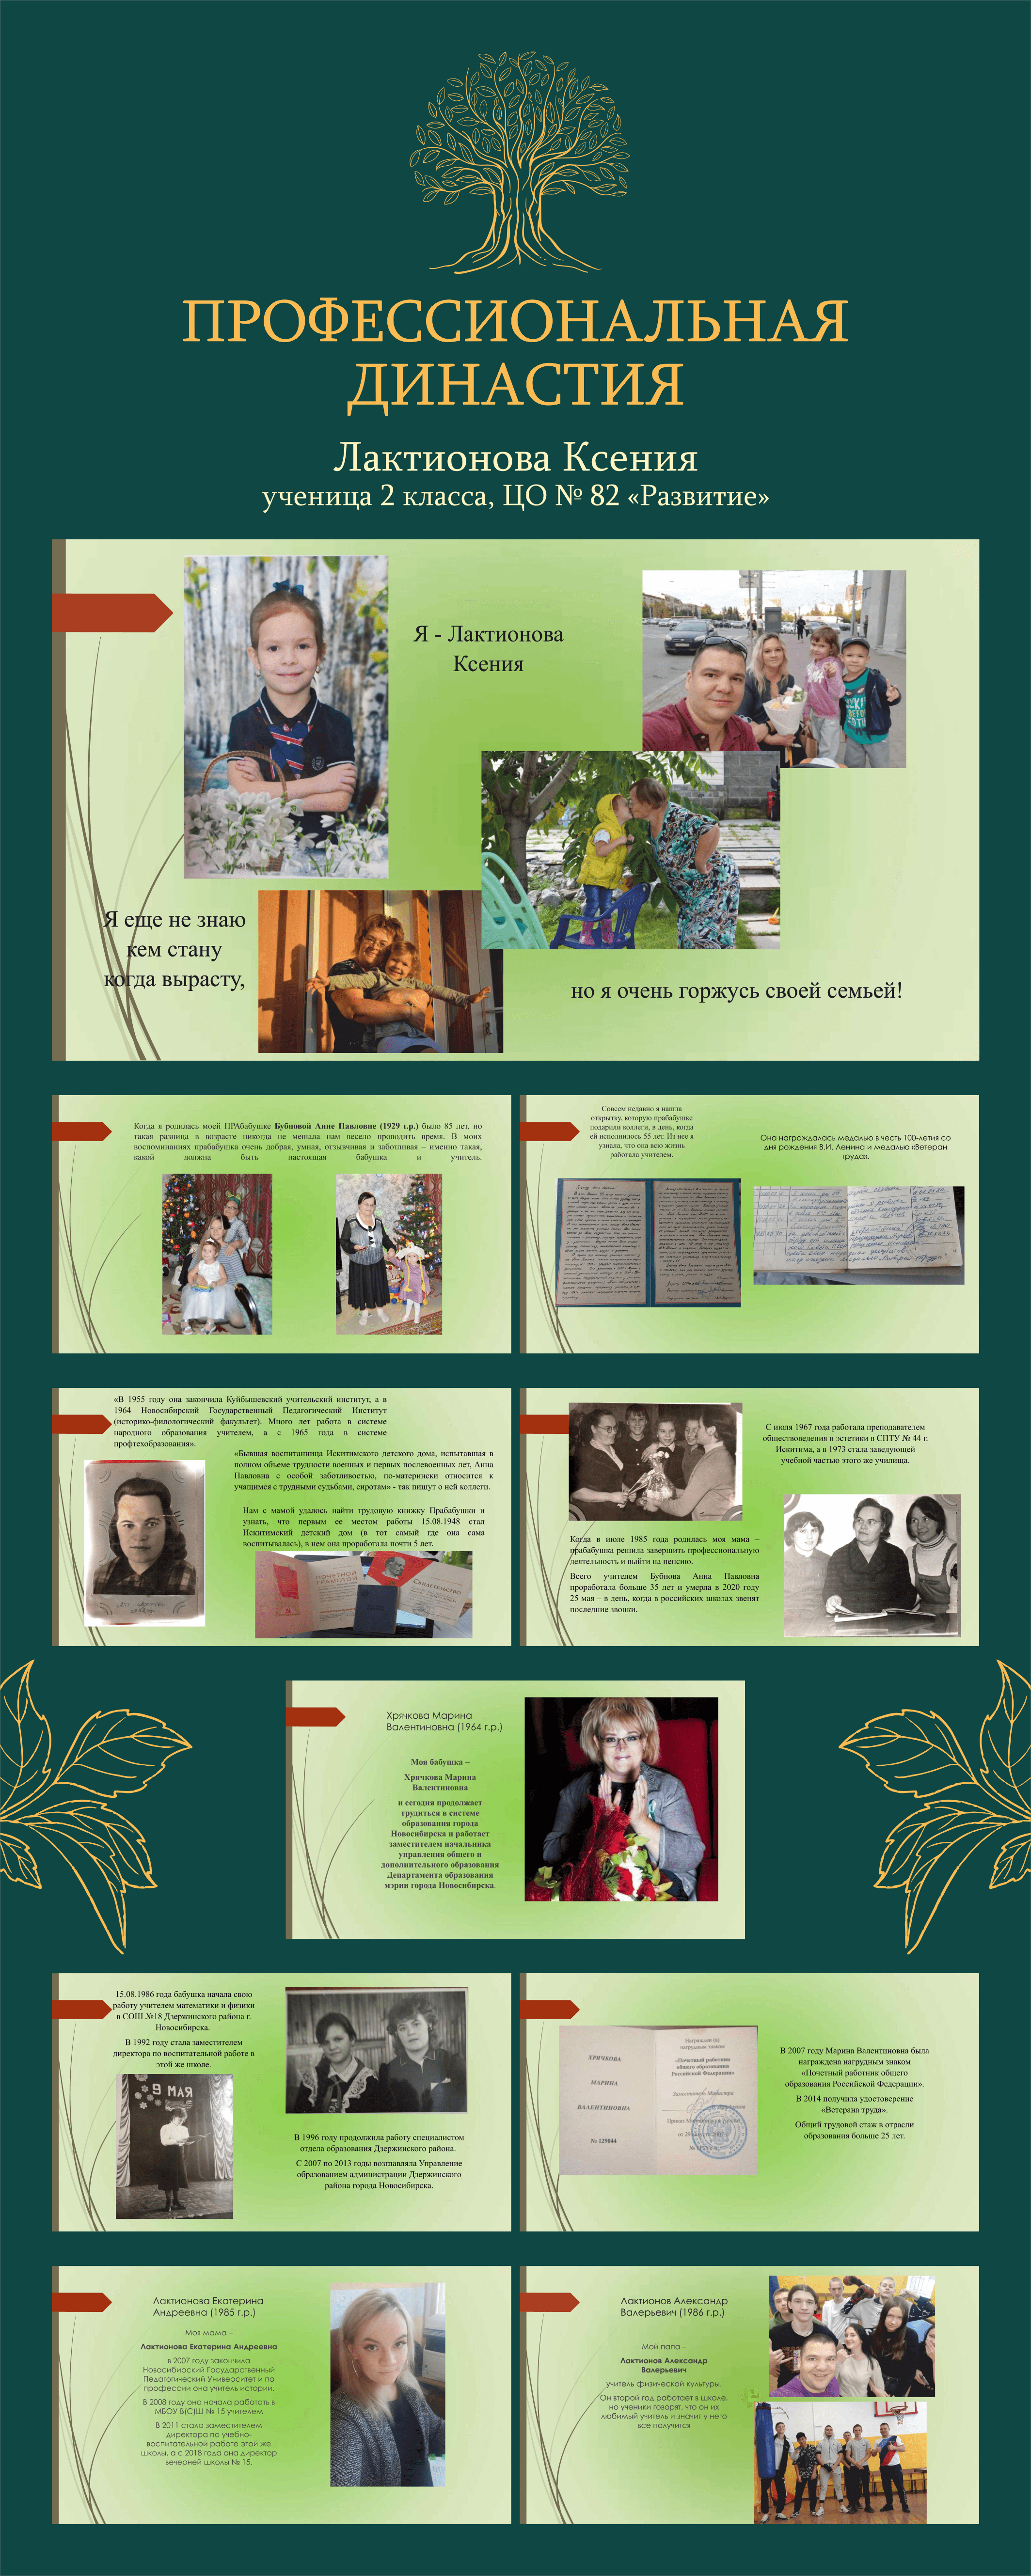 ПРОФЕССИОНАЛЬНАЯ
ДИНАСТИЯ
Лактионова Ксения
ученица 2 класса, ЦО № 82 «Развитие»
Я - Лактионова
Ксения
Я еще не знаю
кем стану
когда вырасту,
но я очень горжусь своей семьей!
Когда я родилась моей ПРАбабушке Бубновой Анне Павловне (1929 г.р.) было 85 лет, но
такая разница в возрасте никогда не мешала нам весело проводить время. В моих
воспоминаниях прабабушка очень добрая, умная, отзывчивая и заботливая – именно такая,
какой должна быть настоящая бабушка и учитель.
Совсем недавно я нашла
открытку, которую прабабушке
подарили коллеги, в день, когда
ей исполнилось 55 лет. Из нее я
узнала, что она всю жизнь
работала учителем.
Она награждалась медалью в честь 100-летия со
дня рождения В.И. Ленина и медалью «Ветеран
труда».
«В 1955 году она закончила Куйбышевский учительский институт, а в
1964 Новосибирский Государственный Педагогический Институт
(историко-филологический факультет). Много лет работа в системе
народного образования учителем, а с 1965 года в системе
профтехобразования».
«Бывшая воспитанница Искитимского детского дома, испытавшая в
полном объеме трудности военных и первых послевоенных лет, Анна
Павловна с особой заботливостью, по-матерински относится к
учащимся с трудными судьбами, сиротам» - так пишут о ней коллеги.
Нам с мамой удалось найти трудовую книжку Прабабушки и
узнать, что первым ее местом работы 15.08.1948 стал
Искитимский детский дом (в тот самый где она сама
воспитывалась), в нем она проработала почти 5 лет.
ПОЧЕТНОЙ
ГРАМОТОЙ
Свидетельство
С июля 1967 года работала преподавателем
обществоведения и эстетики в СПТУ № 44 г.
Искитима, а в 1973 стала заведующей
учебной частью этого же училища.
Когда в июле 1985 года родилась моя мама –
прабабушка решила завершить профессиональную
деятельность и выйти на пенсию.
Всего учителем Бубнова Анна Павловна
проработала больше 35 лет и умерла в 2020 году
25 мая – в день, когда в российских школах звенят
последние звонки.
Хрячкова Марина
Валентиновна (1964 г.р.)
Моя бабушка –
Хрячкова Марина
Валентиновна
и сегодня продолжает
трудиться в системе
образования города
Новосибирска и работает
заместителем начальника
управления общего и
дополнительного образования
Департамента образования
мэрии города Новосибирска.
15.08.1986 года бабушка начала свою
работу учителем математики и физики
в СОШ №18 Дзержинского района г.
Новосибирска.
В 1992 году стала заместителем
директора по воспитательной работе в
этой же школе.
9 МАЯ
В 1996 году продолжила работу специалистом
отдела образования Дзержинского района.
С 2007 по 2013 годы возглавляла Управление
образованием администрации Дзержинского
района города Новосибирска.
ХРЯЧКОВА
МАРИНА
ВАЛЕНТИНОВНА
№ 129044
Награжден (а)
нагрудным знаком
«Почетный работник
общего образования
Российской Федерации»
Заместитель Министра
В 2007 году Марина Валентиновна была
награждена нагрудным знаком
«Почетный работник общего
образования Российской Федерации».
В 2014 получила удостоверение
«Ветерана труда».
Общий трудовой стаж в отрасли
образования больше 25 лет.
Лактионова Екатерина
Андреевна (1985 г.р.)
Моя мама –
Лактионова Екатерина Андреевна
в 2007 году закончила
Новосибирский Государственный
Педагогический Университет и по
профессии она учитель истории.
В 2008 году она начала работать в
МБОУ В(С)Ш № 15 учителем
В 2011 стала заместителем
директора по учебно-
воспитательной работе этой же
школы, а с 2018 года она директор
вечерней школы № 15.
Лактионов Александр
Валерьевич (1986 г.р.)
Мой папа –
Лактионов Александр
Валерьевич
учитель физической культуры.
Он второй год работает в школе,
но ученики говорят, что он их
любимый учитель и значит у него
все получится